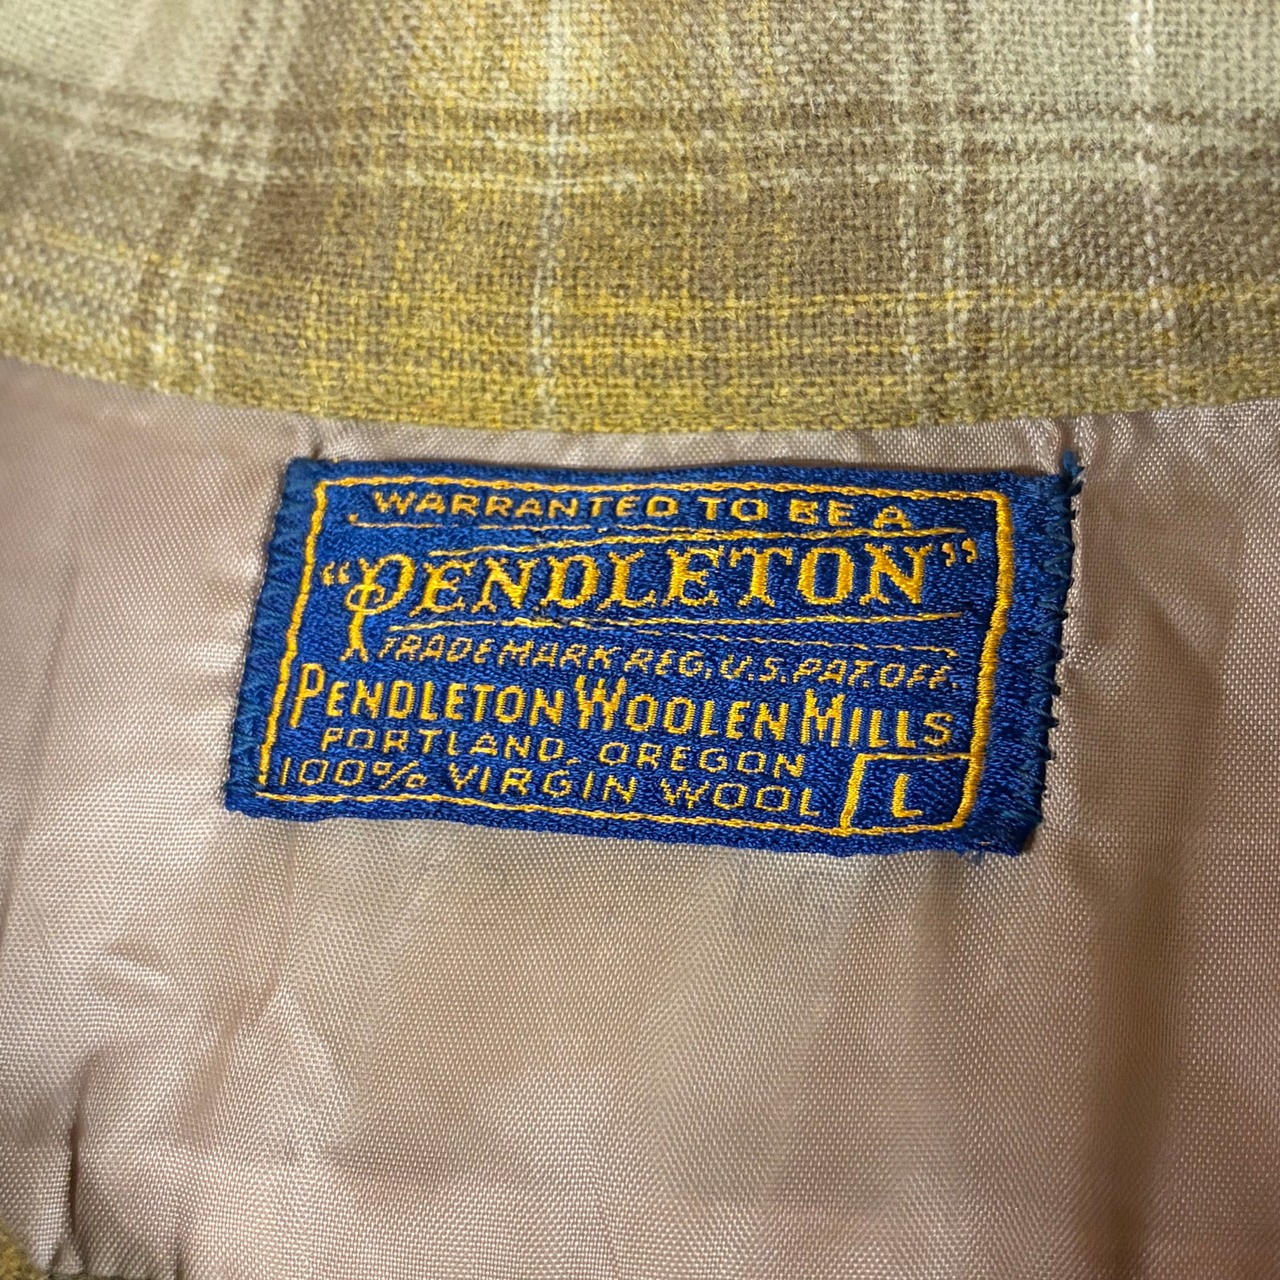 WARRANTED TO BE A
"PENDLETON"
TRADE MARK REG. U.S. PAT. OFF.
PENDLETON WOOLEN MILLS
PORTLAND, OREGON
100% VIRGIN WOOL L